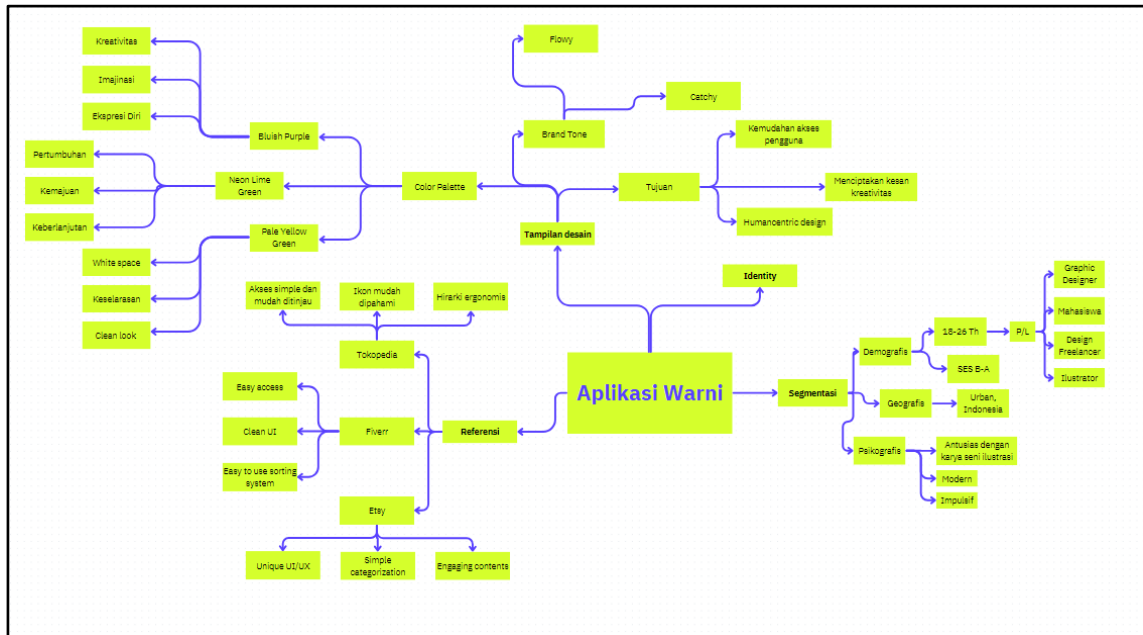 Kreativitas
Imajinasi
Ekspresi Diri
Bluish Purple
Pertumbuhan
Kemajuan
Keberlanjutan
Neon Lime
Green
White space
Keselarasan
Clean look
Pale Yellow
Green
Color Palette
Flowy
Catchy
Brand Tone
Tujuan
Kemudahan akses
pengguna
Menciptakan kesan
kreativitas
Humancentric design
Tampilan desain
Identity
Akses simple dan
mudah ditinjau
Ikon mudah
dipahami
Hirarki ergonomis
Tokopedia
Easy access
Clean UI
Easy to use sorting
system
Fiverr
Referensi
Etsy
Unique UI/UX
Simple
categorization
Engaging contents
Aplikasi Warni
Segmentasi
Demografis
18-26 Th
P/L
Graphic
Designer
Mahasiswa
Design
Freelancer
Ilustrator
SES B-A
Geografis
Urban,
Indonesia
Psikografis
Antusias dengan
karya seni ilustrasi
Modern
Impulsif